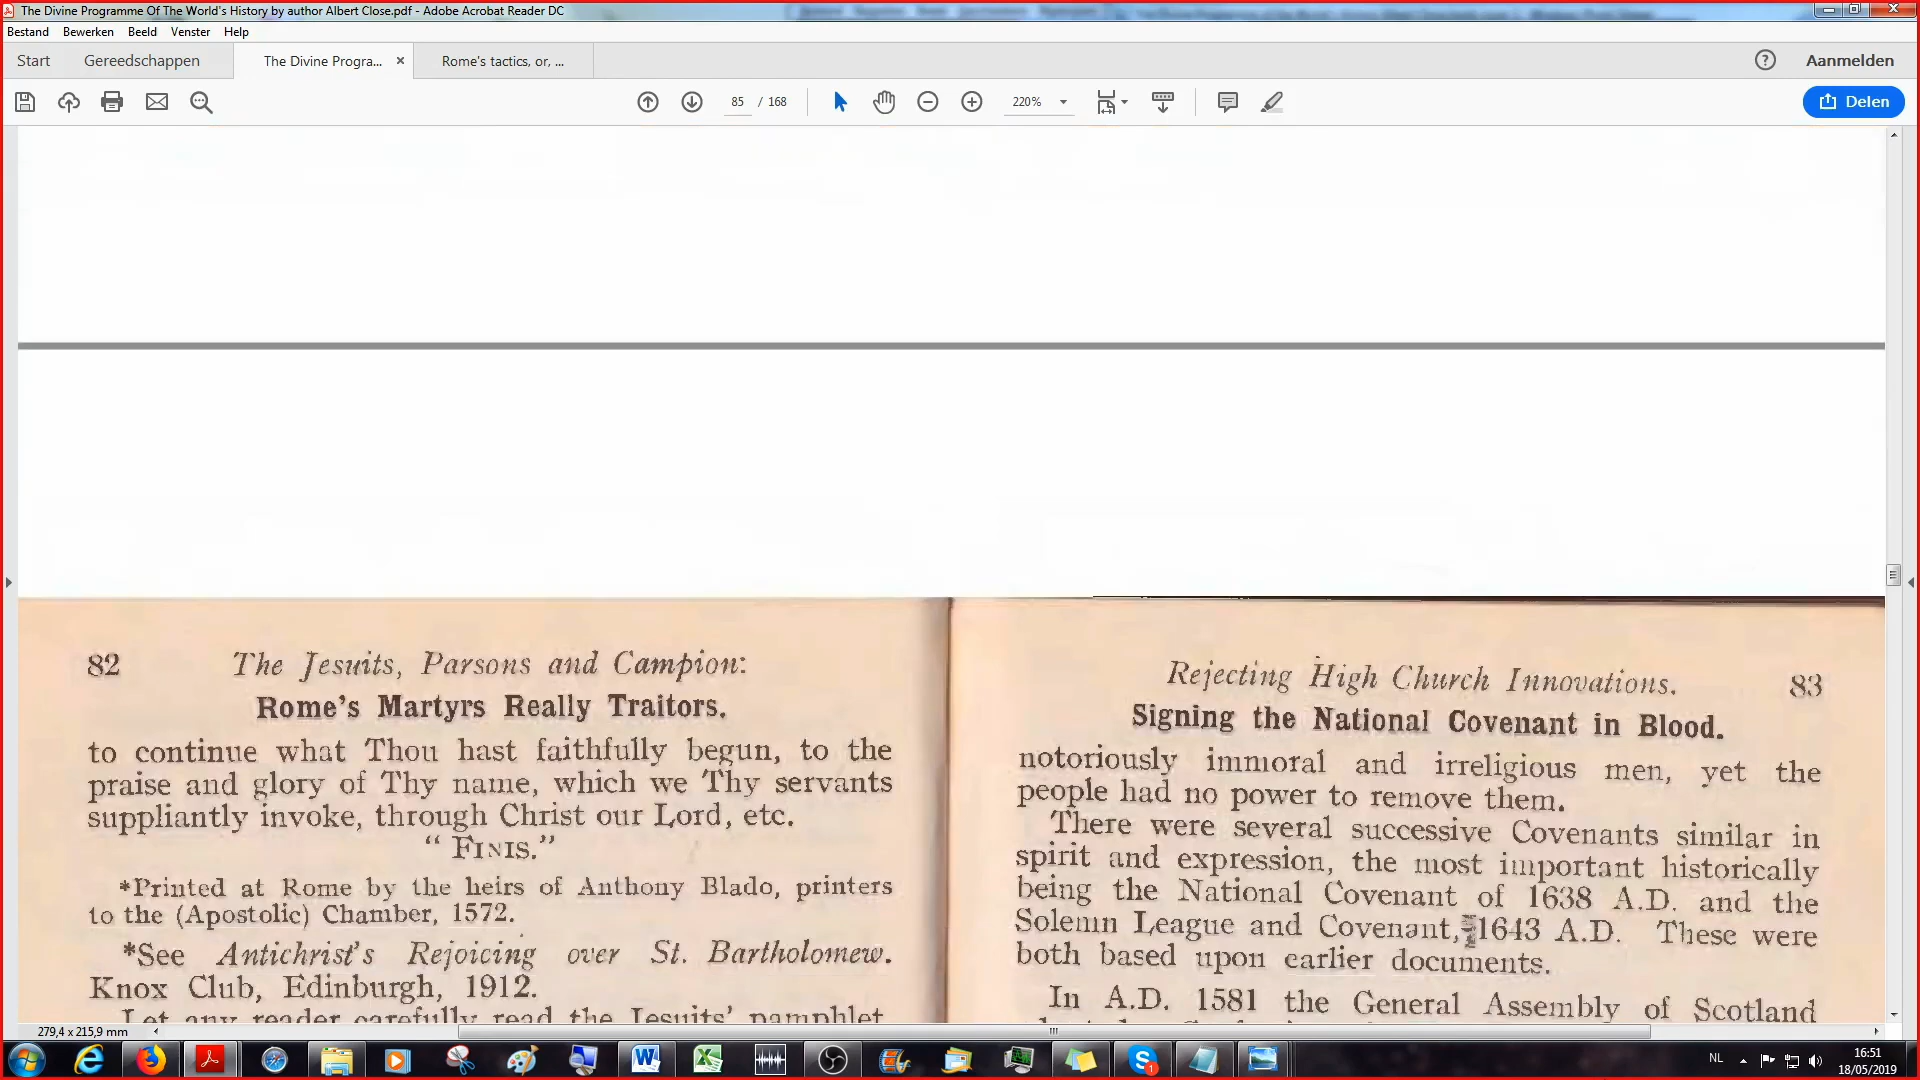 The Divine Programme Of The World's History by author Albert Close.pdf - Adobe Acrobat Reader DC
Bestand Bewerken Beeld Venster Help
Start Gereedschappen The Divine Progra... × Rome's tactics, or, ... Aanmelden
85 / 168 220% Delen
82 The Jesuits, Parsons and Campion:
Rome's Martyrs Really Traitors.
to continue what Thou hast faithfully begun, to the
praise and glory of Thy name, which we Thy servants
suppliantly invoke, through Christ our Lord, etc.
" FINIS."
*Printed at Rome by the heirs of Anthony Blado, printers
to the (Apostolic) Chamber, 1572.
*See Antichrist's Rejoicing over St. Bartholomew.
Knox Club, Edinburgh, 1912.
Let any reader carefully read the Jesuits' pamphlet
Rejecting High Church Innovations. 83
Signing the National Covenant in Blood.
notoriously immoral and irreligious men, yet the
people had no power to remove them.
There were several successive Covenants similar in
spirit and expression, the most important historically
being the National Covenant of 1638 A.D. and the
Solemn League and Covenant, 1643 A.D. These were
both based upon earlier documents.
In A.D. 1581 the General Assembly of Scotland
279,4 x 215,9 mm
NL 16:51
18/05/2019